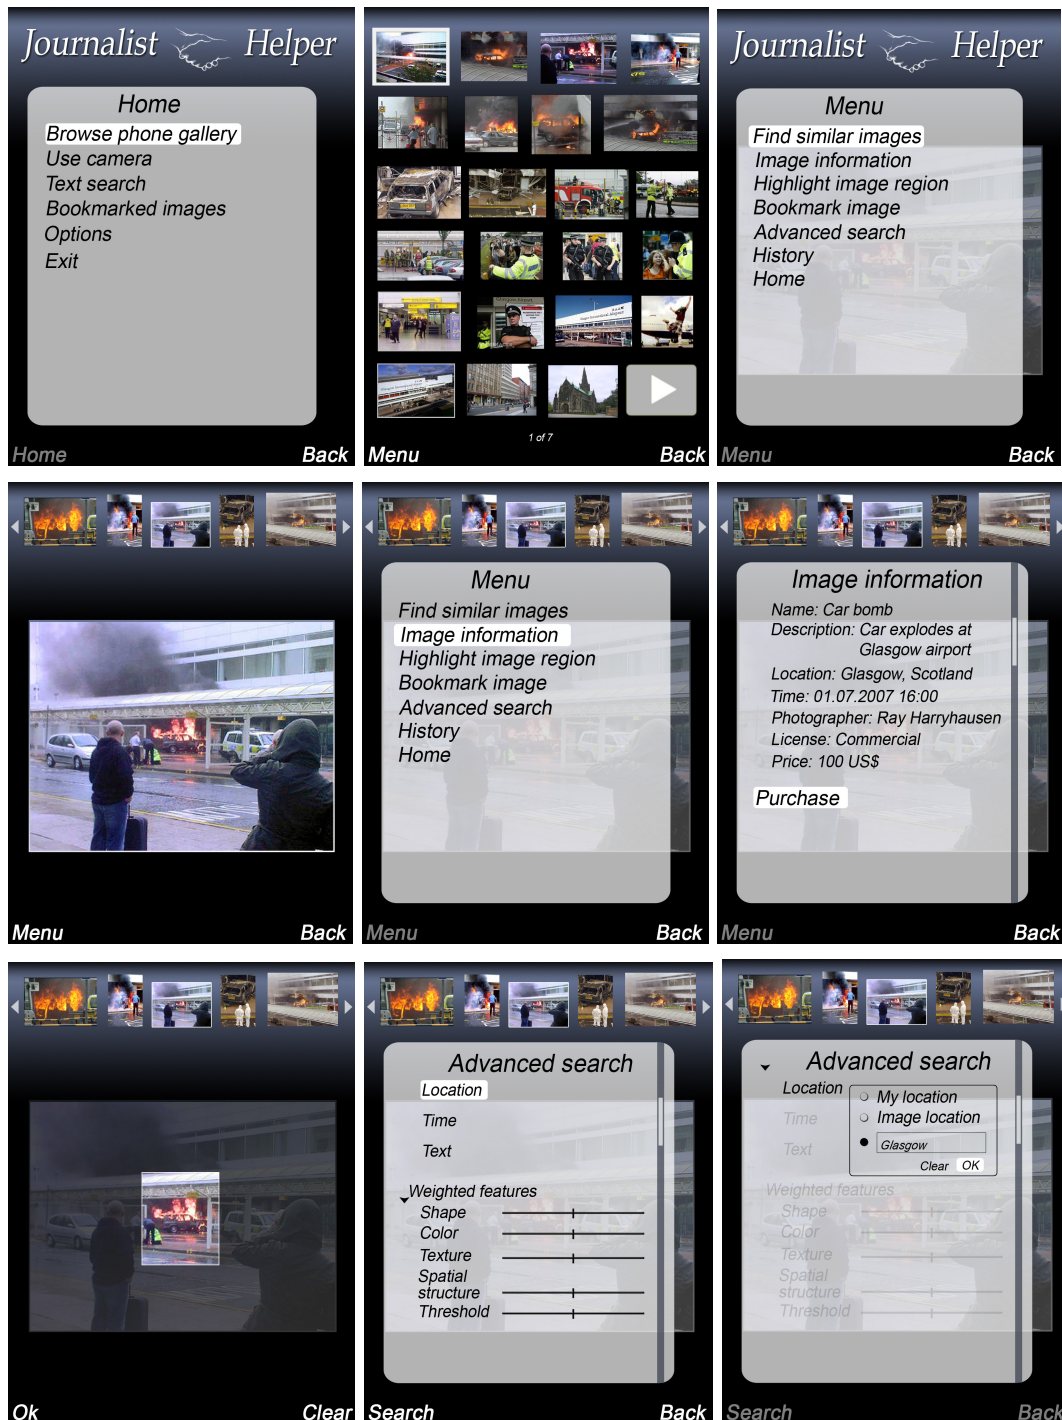 Journalist Helper
Home
Browse phone gallery
Use camera
Text search
Bookmarked images
Options
Exit
Home Back
1 of 7
Menu Back
Journalist Helper
Menu
Find similar images
Image information
Highlight image region
Bookmark image
Advanced search
History
Home
Menu Back
Menu Back
Menu
Find similar images
Image information
Highlight image region
Bookmark image
Advanced search
History
Home
Menu Back
Image information
Name: Car bomb
Description: Car explodes at
Glasgow airport
Location: Glasgow, Scotland
Time: 01.07.2007 16:00
Photographer: Ray Harryhausen
License: Commercial
Price: 100 US$
Purchase
Menu Back
Ok Clear
Advanced search
Location
Time
Text
Weighted features
Shape
Color
Texture
Spatial
structure
Threshold
Search Back
Advanced search
Location
My location
Image location
Glasgow
Clear OK
Time
Text
Weighted features
Shape
Color
Texture
Spatial
structure
Threshold
Search Back